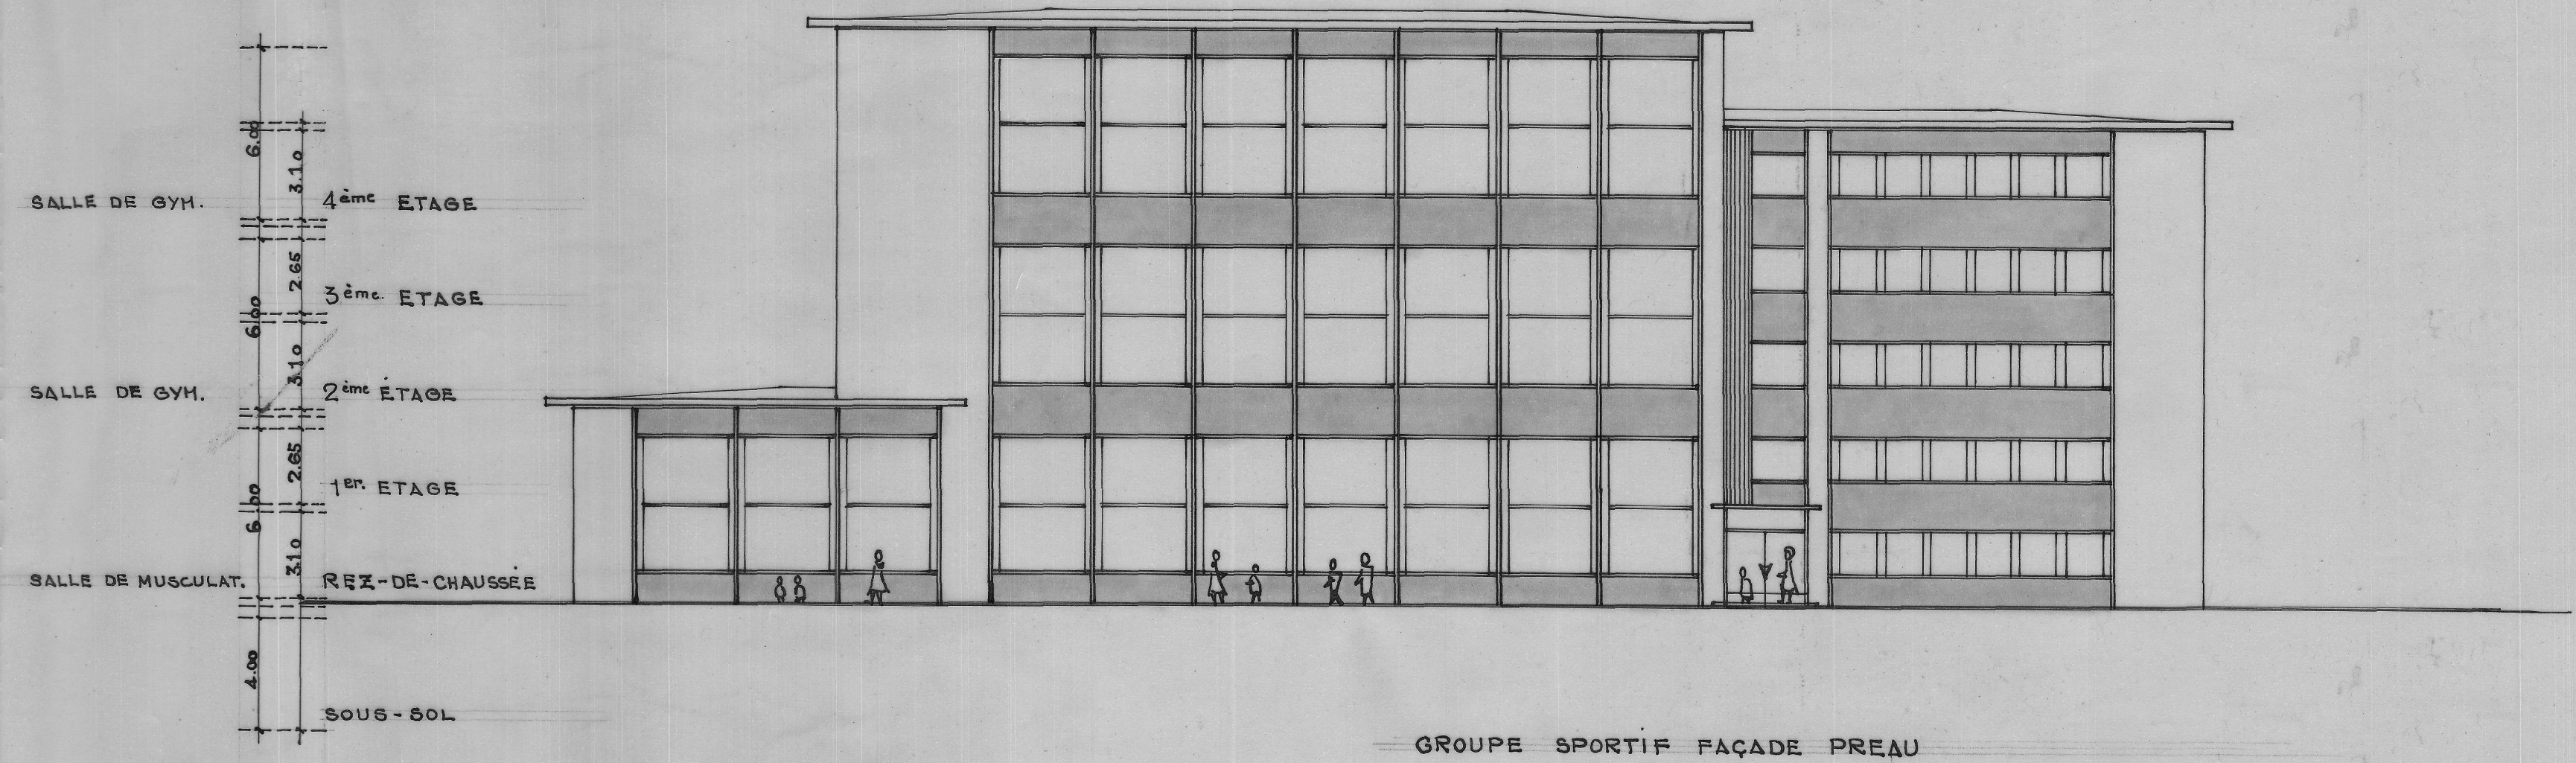 6.00
3.10
SALLE DE GYM. 4ème ETAGE
2.65
3ème. ETAGE
6.00
3.10
SALLE DE GYM. 2ème ÉTAGE
2.65
1er. ETAGE
6.00
3.10
SALLE DE MUSCULAT. REZ-DE-CHAUSSÉE
4.00
SOUS-SOL
GROUPE SPORTIF FAÇADE PREAU